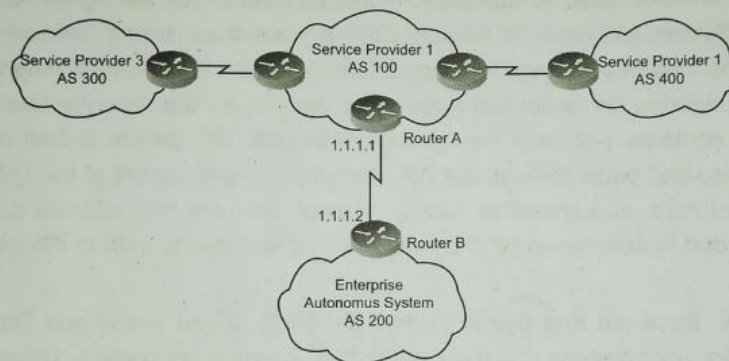 Service Provider 3
AS 300
Service Provider 1
AS 100
Service Provider 1
AS 400
Router A
1.1.1.1
1.1.1.2
Router B
Enterprise
Autonomus System
AS 200